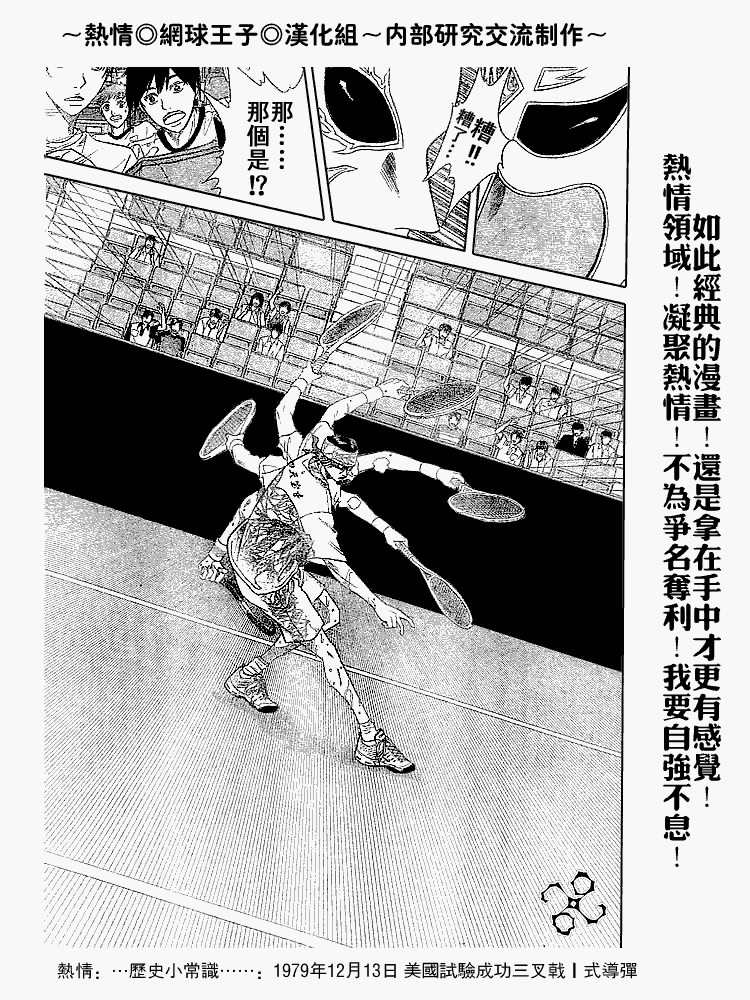 ～熱情◎網球王子◎漢化組～内部研究交流制作～
糟!!
糟了……
那……
那個是!?
如此經典的漫畫！還是拿在手中才更有感覺！
熱情領域！凝聚熱情！不為爭名奪利！我要自強不息！
熱情：…歷史小常識……：1979年12月13日 美國試驗成功三叉戟Ⅰ式導彈